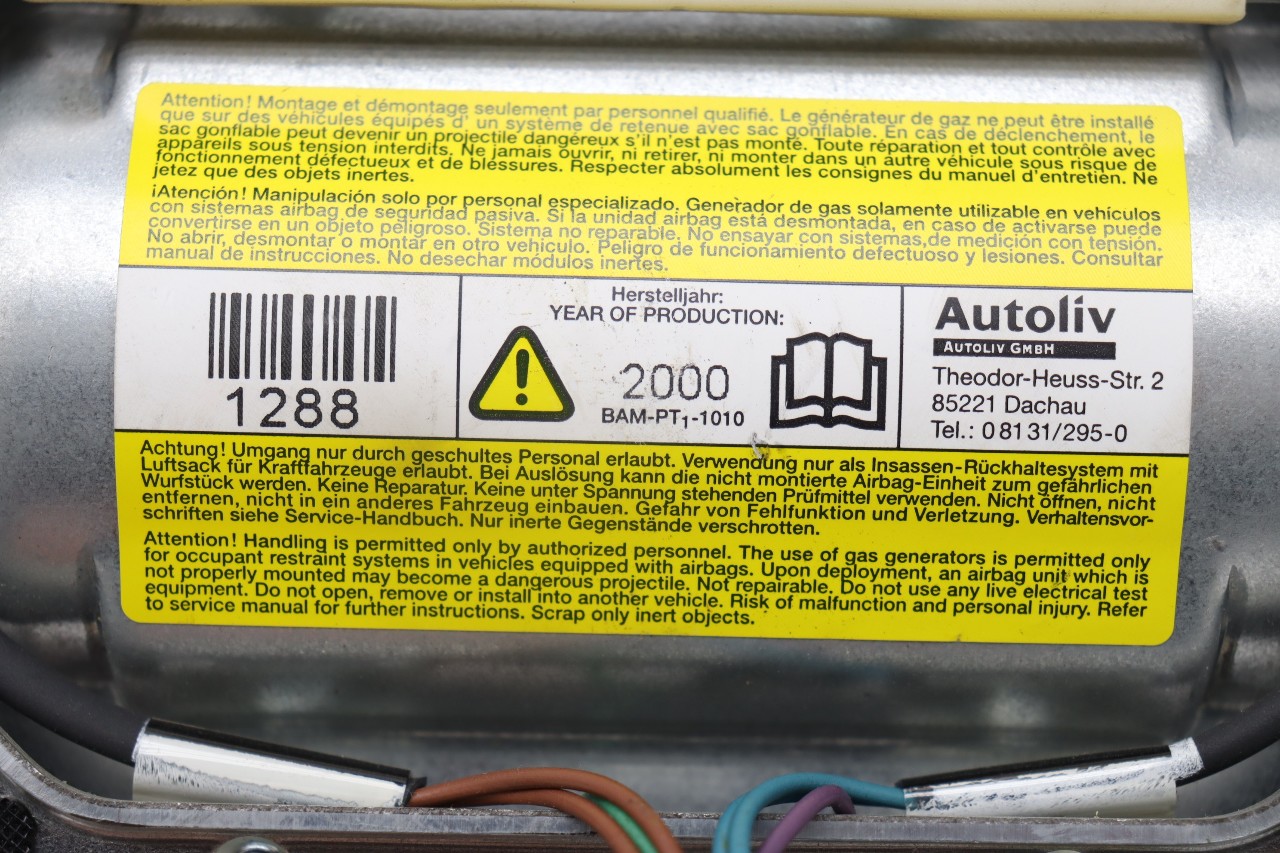 Attention! Montage et démontage seulement par personnel qualifié. Le générateur de gaz ne peut être installé
que sur des véhicules équipés d' un système de retenue avec sac gonflable. En cas de déclenchement, le
sac gonflable peut devenir un projectile dangéreux s'il n'est pas monté. Toute réparation et tout contrôle avec
appareils sous tension interdits. Ne jamais ouvrir, ni retirer, ni monter dans un autre véhicule sous risque de
fonctionnement défectueux et de bléssures. Respecter absolument les consignes du manuel d'entretien. Ne
jetez que des objets inertes.
¡Atención! Manipulación solo por personal especializado. Generador de gas solamente utilizable en vehículos
con sistemas airbag de seguridad pasiva. Si la unidad airbag está desmontada, en caso de activarse puede
convertirse en un objeto peligroso. Sistema no reparable. No ensayar con sistemas de medición con tensión.
No abrir, desmontar o montar en otro vehiculo. Peligro de funcionamiento defectuoso y lesiones. Consultar
manual de instrucciones. No desechar módulos inertes.
1288
Herstelljahr:
YEAR OF PRODUCTION:
2000
BAM-PT₁-1010
Autoliv
AUTOLIV GMBH
Theodor-Heuss-Str. 2
85221 Dachau
Tel.: 0 81 31/295-0
Achtung! Umgang nur durch geschultes Personal erlaubt. Verwendung nur als Insassen-Rückhaltesystem mit
Luftsack für Kraftfahrzeuge erlaubt. Bei Auslösung kann die nicht montierte Airbag-Einheit zum gefährlichen
Wurfstück werden. Keine Reparatur. Keine unter Spannung stehenden Prüfmittel verwenden. Nicht öffnen, nicht
entfernen, nicht in ein anderes Fahrzeug einbauen. Gefahr von Fehlfunktion und Verletzung. Verhaltensvor-
schriften siehe Service-Handbuch. Nur inerte Gegenstände verschrotten.
Attention! Handling is permitted only by authorized personnel. The use of gas generators is permitted only
for occupant restraint systems in vehicles equipped with airbags. Upon deployment, an airbag unit which is
not properly mounted may become a dangerous projectile. Not repairable. Do not use any live electrical test
equipment. Do not open, remove or install into another vehicle. Risk of malfunction and personal injury. Refer
to service manual for further instructions. Scrap only inert objects.